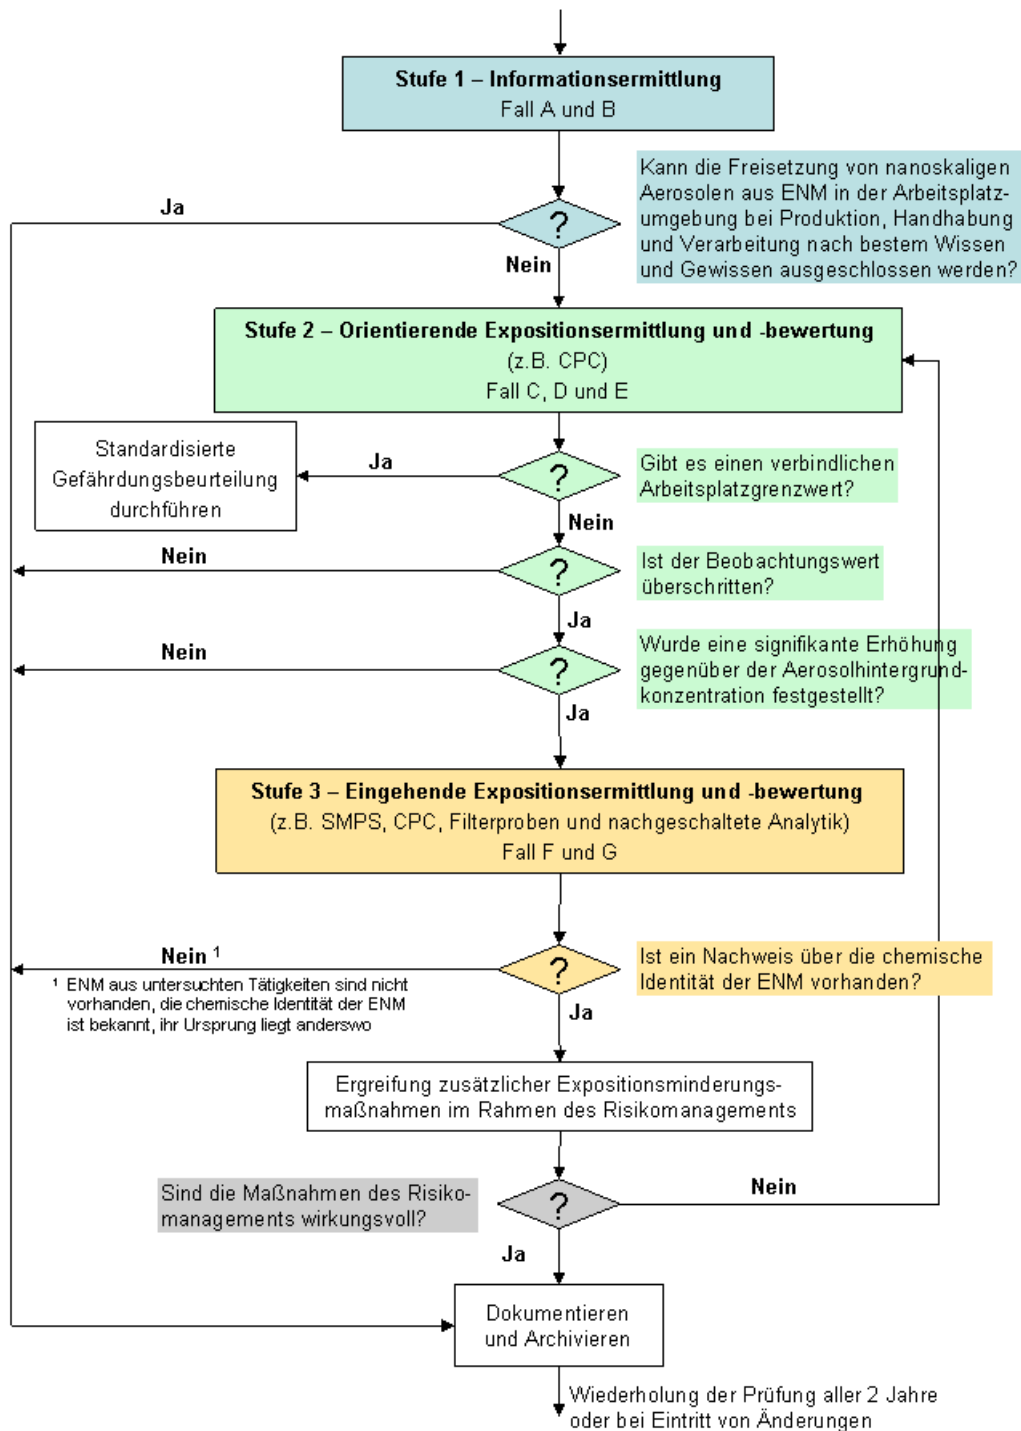 Stufe 1 – Informationsermittlung
Fall A und B
Kann die Freisetzung von nanoskaligen
Aerosolen aus ENM in der Arbeitsplatz-
umgebung bei Produktion, Handhabung
und Verarbeitung nach bestem Wissen
und Gewissen ausgeschlossen werden?
Ja
?
Nein
Stufe 2 – Orientierende Expositionsermittlung und -bewertung
(z.B. CPC)
Fall C, D und E
Standardisierte
Gefährdungsbeurteilung
durchführen
Ja
?
Gibt es einen verbindlichen
Arbeitsplatzgrenzwert?
Nein
Nein
?
Ist der Beobachtungswert
überschritten?
Ja
Nein
?
Wurde eine signifikante Erhöhung
gegenüber der Aerosolhintergrund-
konzentration festgestellt?
Ja
Stufe 3 – Eingehende Expositionsermittlung und -bewertung
(z.B. SMPS, CPC, Filterproben und nachgeschaltete Analytik)
Fall F und G
Nein ¹
?
Ist ein Nachweis über die chemische
Identität der ENM vorhanden?
¹ ENM aus untersuchten Tätigkeiten sind nicht
vorhanden, die chemische Identität der ENM
ist bekannt, ihr Ursprung liegt anderswo
Ja
Ergreifung zusätzlicher Expositionsminderungs-
maßnahmen im Rahmen des Risikomanagements
Sind die Maßnahmen des Risiko-
managements wirkungsvoll?
?
Nein
Ja
Dokumentieren
und Archivieren
Wiederholung der Prüfung aller 2 Jahre
oder bei Eintritt von Änderungen